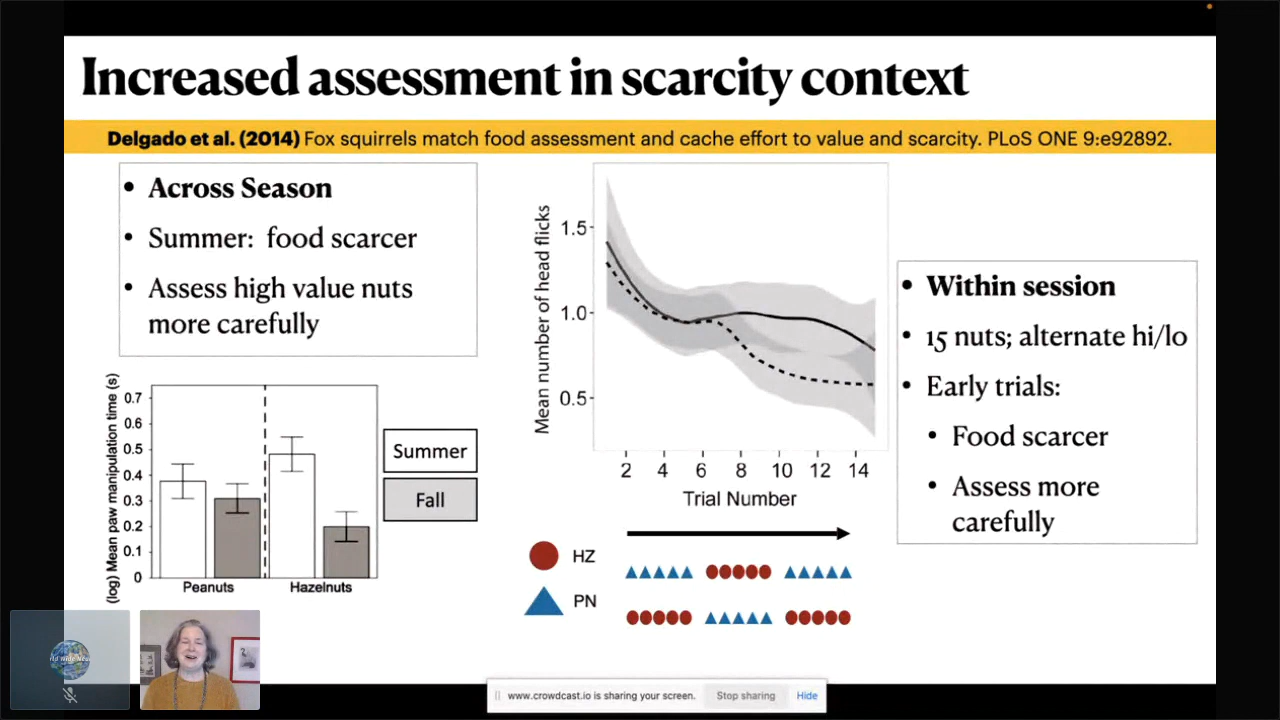 Increased assessment in scarcity context
Delgado et al. (2014) Fox squirrels match food assessment and cache effort to value and scarcity. PLoS ONE 9:e92892.
• Across Season
• Summer: food scarcer
• Assess high value nuts
more carefully
(log) Mean paw manipulation time (s)
0.7
0.6
0.5
0.4
0.3
0.2
0.1
0
Peanuts Hazelnuts
Summer
Fall
Mean number of head flicks
1.5
1.0
0.5
2 4 6 8 10 12 14
Trial Number
HZ
PN
• Within session
• 15 nuts; alternate hi/lo
• Early trials:
• Food scarcer
• Assess more
carefully
www.crowdcast.io is sharing your screen. Stop sharing Hide